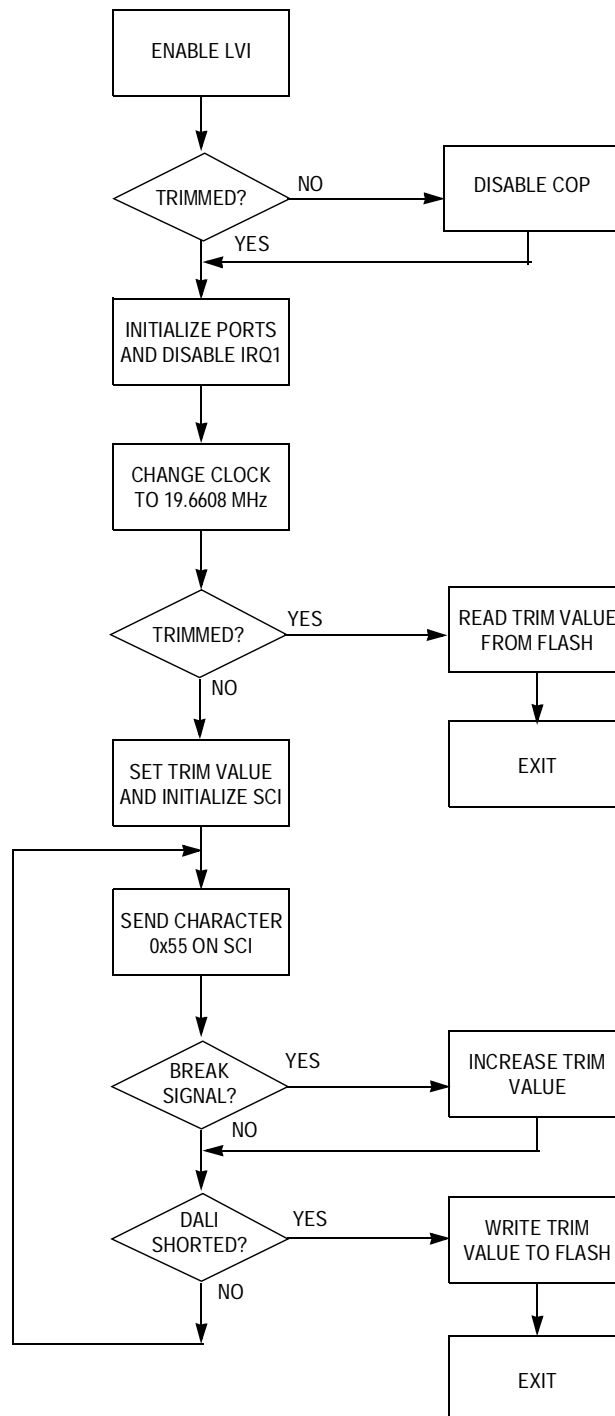 ENABLE LVI
TRIMMED?
NO
DISABLE COP
YES
INITIALIZE PORTS
AND DISABLE IRQ1
CHANGE CLOCK
TO 19.6608 MHz
TRIMMED?
YES
READ TRIM VALUE
FROM FLASH
NO
EXIT
SET TRIM VALUE
AND INITIALIZE SCI
SEND CHARACTER
0x55 ON SCI
BREAK
SIGNAL?
YES
INCREASE TRIM
VALUE
NO
DALI
SHORTED?
YES
WRITE TRIM
VALUE TO FLASH
NO
EXIT